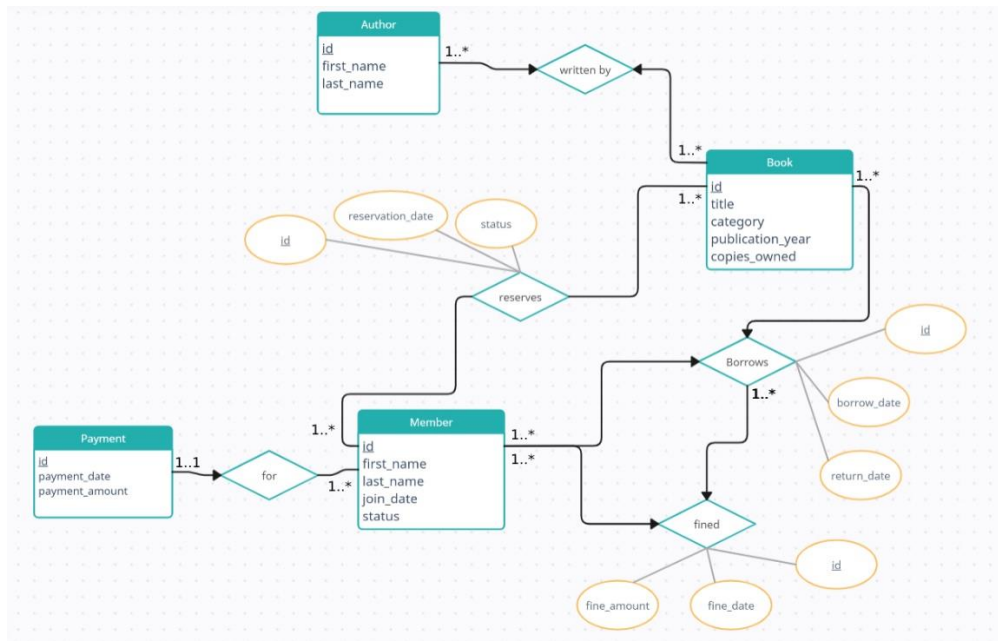 Author
id
first_name
last_name
1..*
written by
1..*
Book
id
title
category
publication_year
copies_owned
1..*
1..*
reservation_date
status
id
reserves
id
Borrows
1..*
borrow_date
return_date
1..*
Member
id
first_name
last_name
join_date
status
1..*
1..*
Payment
id
payment_date
payment_amount
1..1
for
1..*
fined
id
fine_amount
fine_date